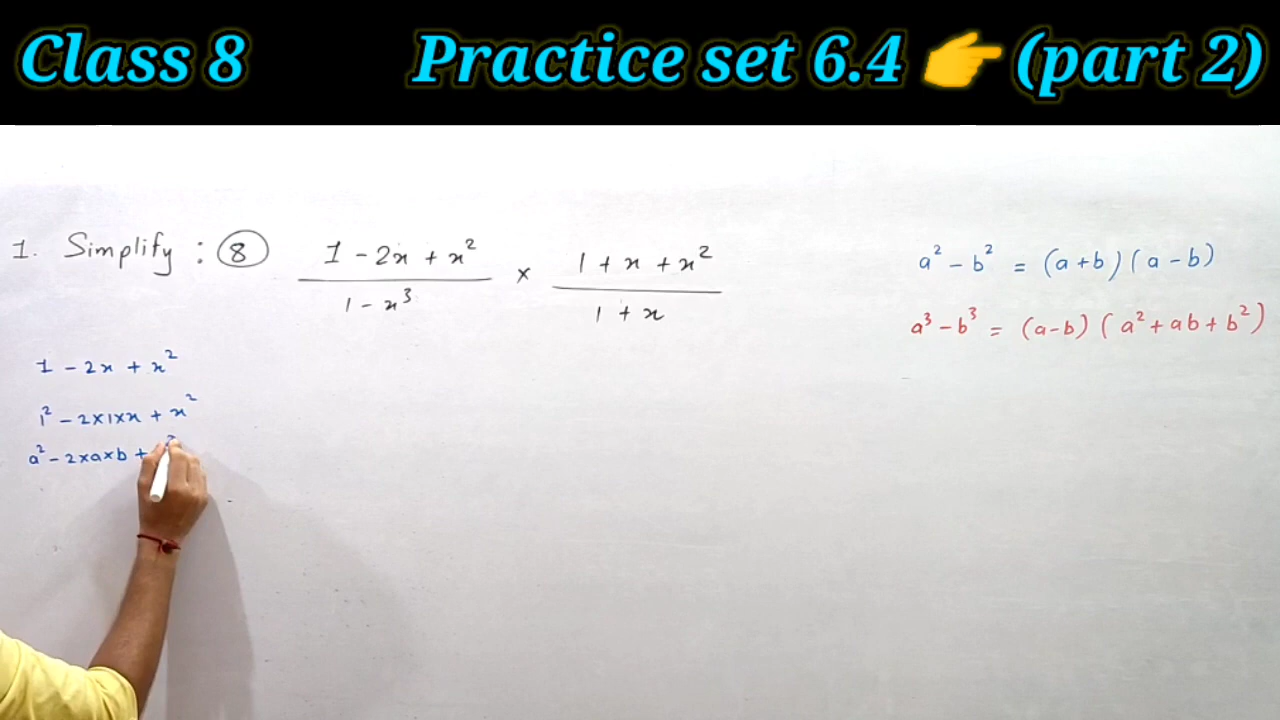 Class 8 Practice set 6.4 👉 (part 2)
1. Simplify : 8
1 - 2x + x² / 1 - x³ × 1 + x + x² / 1 + x
a² - b² = (a+b) (a - b)
a³ - b³ = (a-b) (a² + ab + b²)
1 - 2x + x²
1² - 2×1×x + x²
a² - 2×a×b +